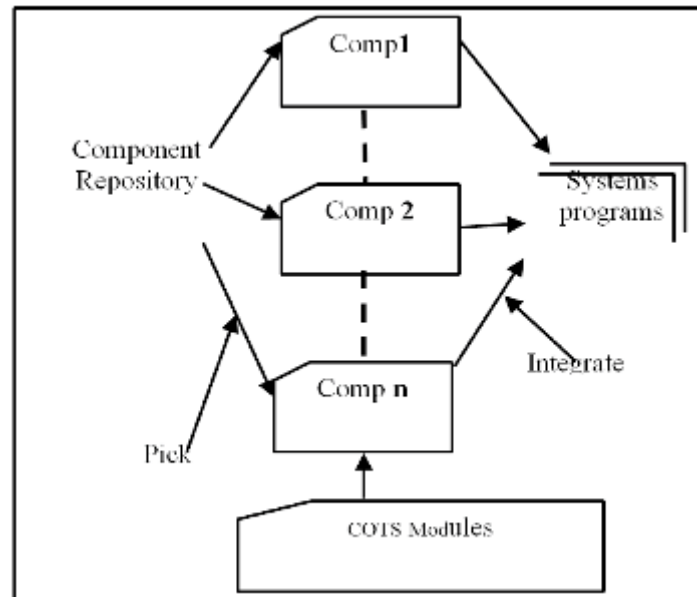 Comp1
Component
Repository
Systems
programs
Comp 2
Integrate
Comp n
Pick
COTS Modules